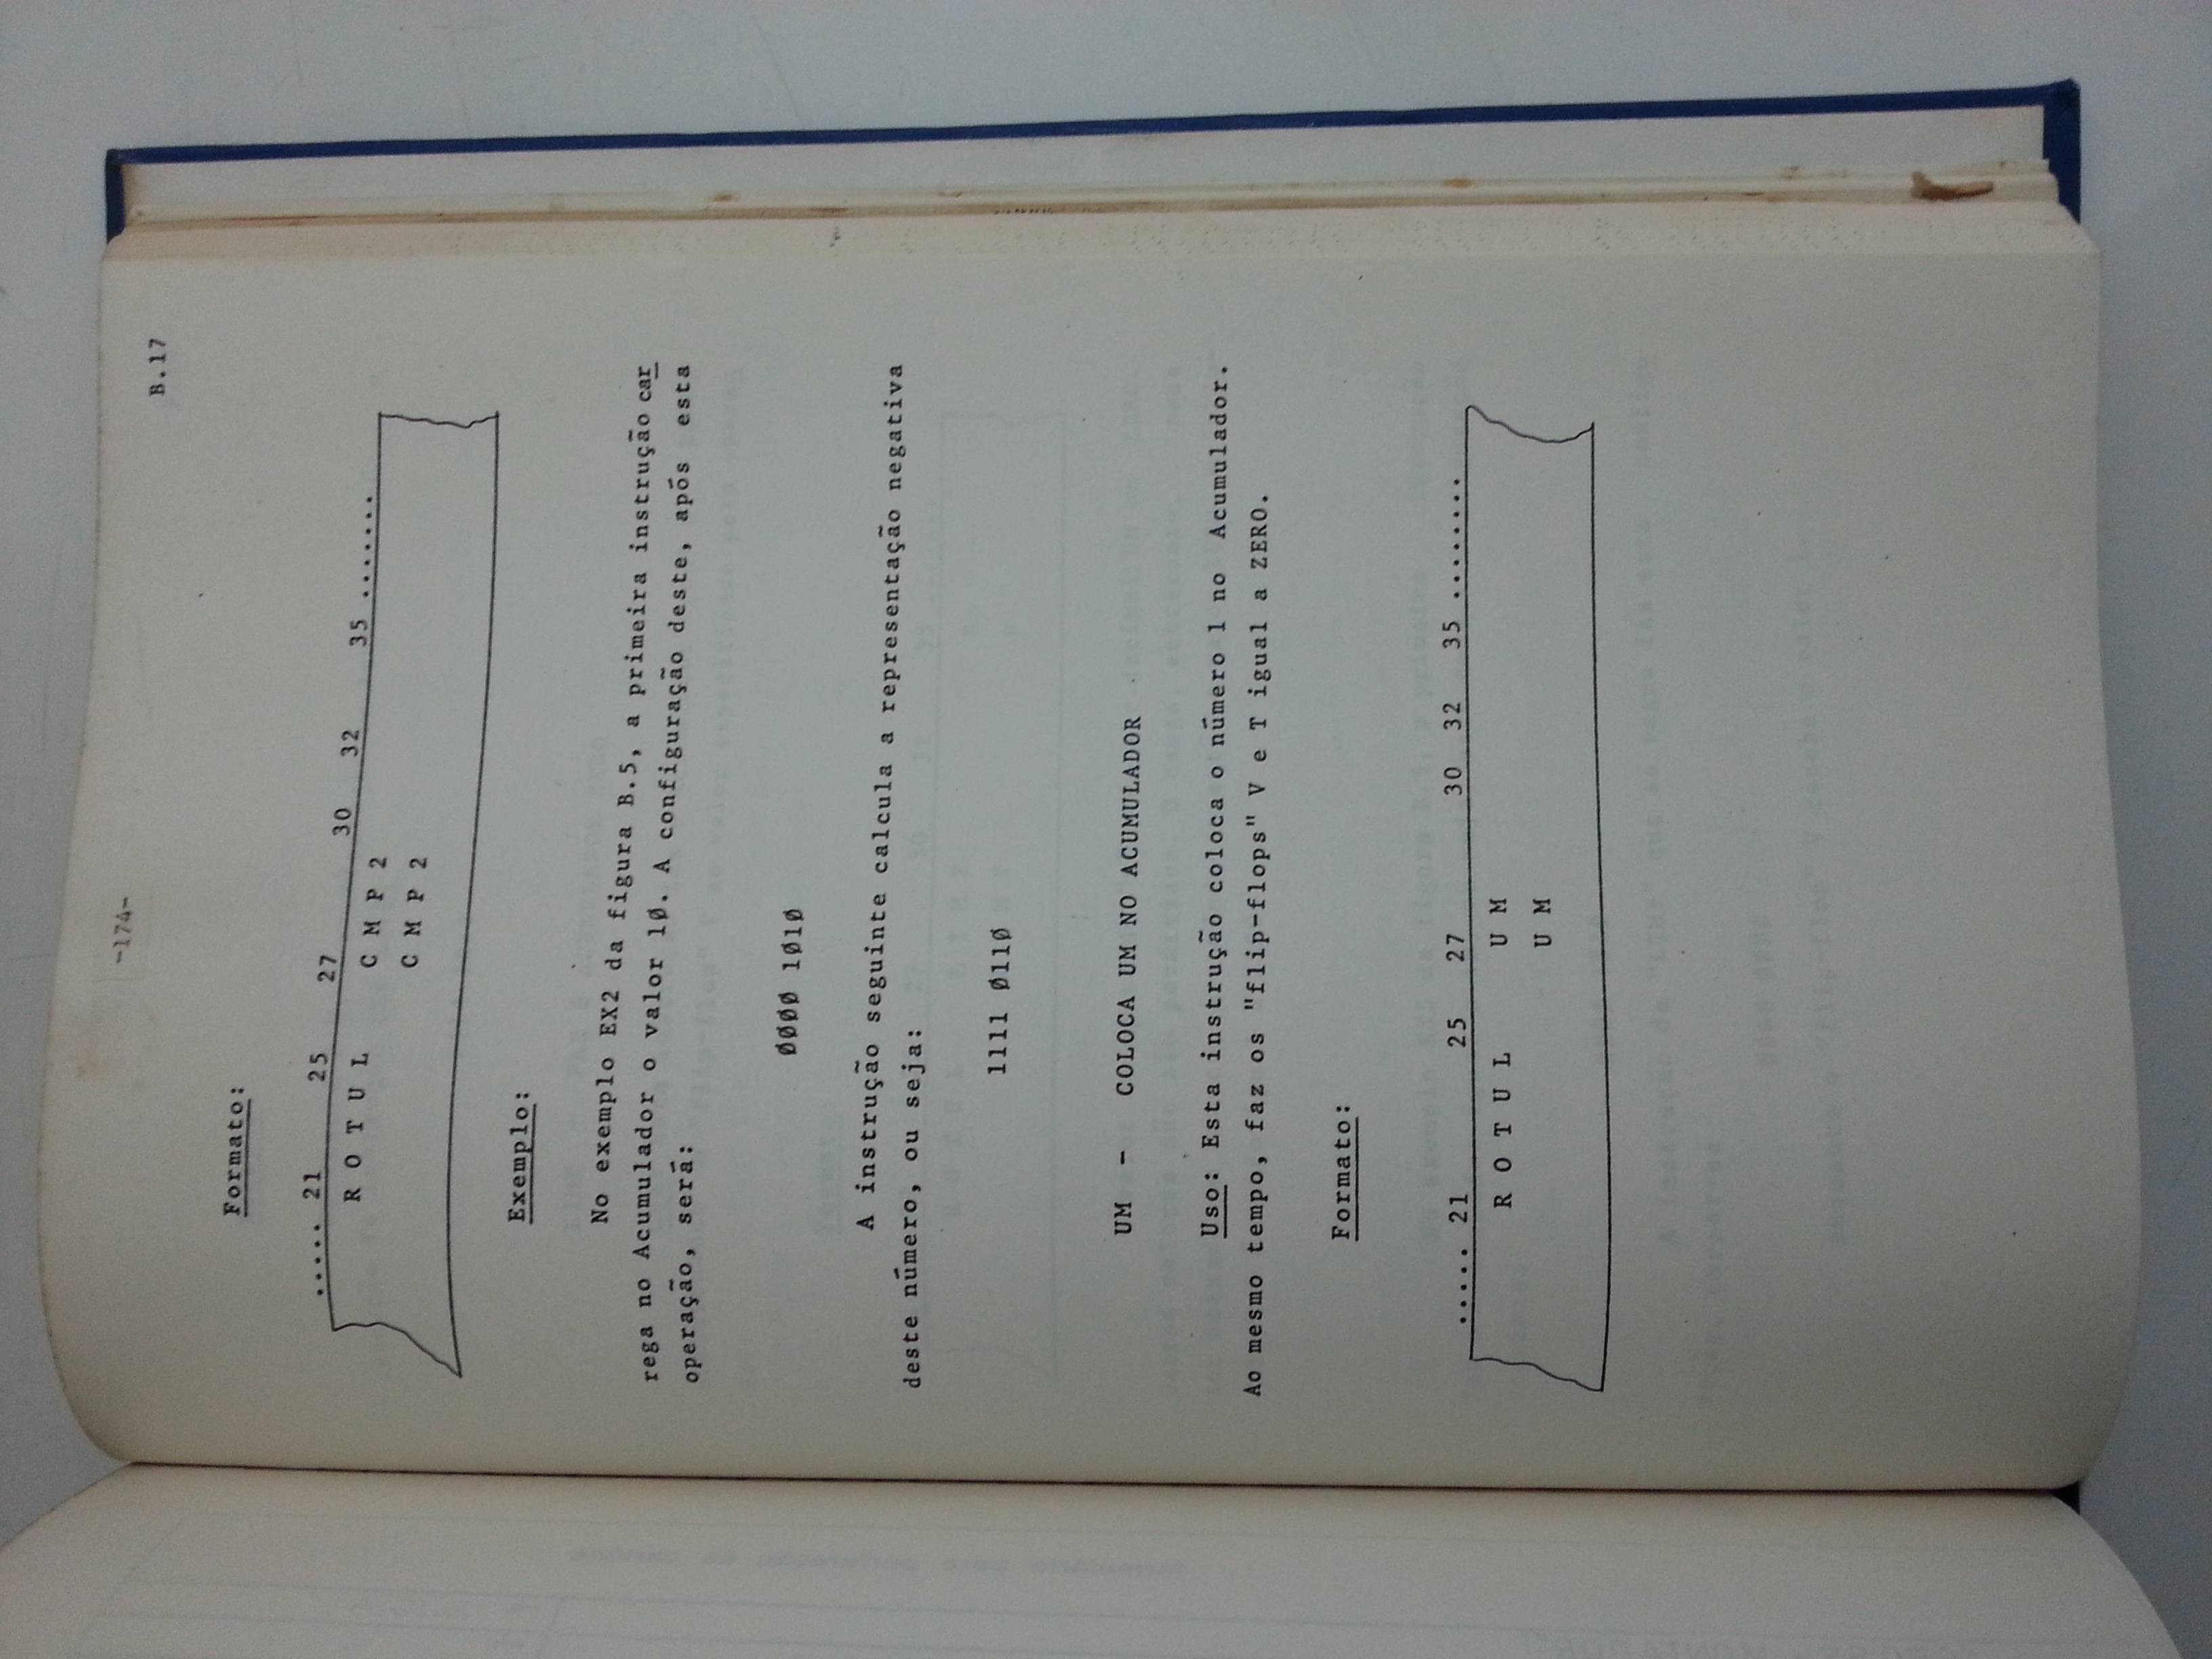 -174-
B.17
Formato:
..... 21 25 27 30 32 35 .......
R O T U L C M P 2
C M P 2
Exemplo:
No exemplo EX2 da figura B.5, a primeira instrução car
rega no Acumulador o valor 1Ø. A configuração deste, após esta
operação, será:
ØØØØ 1Ø1Ø
A instrução seguinte calcula a representação negativa
deste número, ou seja:
1111 Ø11Ø
UM - COLOCA UM NO ACUMULADOR
Uso: Esta instrução coloca o número 1 no Acumulador.
Ao mesmo tempo, faz os "flip-flops" V e T igual a ZERO.
Formato:
..... 21 25 27 30 32 35 ........
R O T U L U M
U M